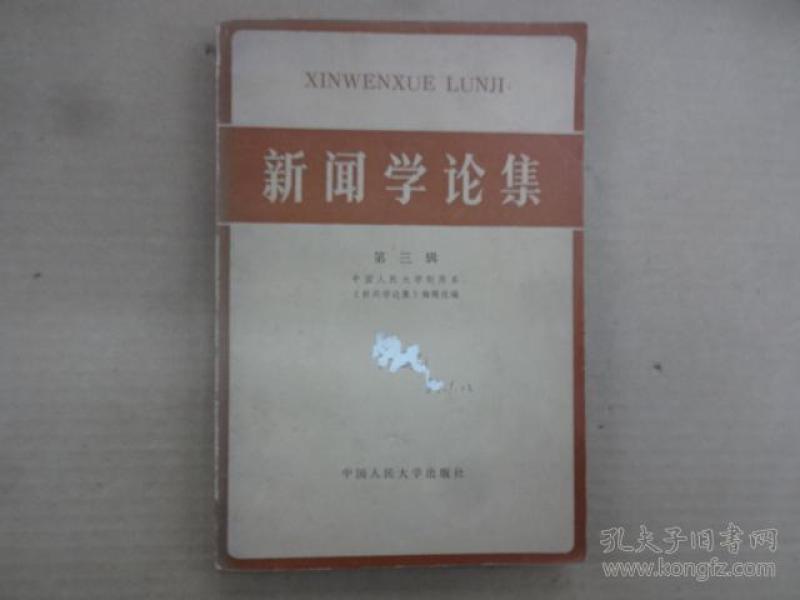 XINWENXUE LUNJI
新闻学论集
第三辑
中国人民大学新闻系
《新闻学论集》编辑组编
中国人民大学出版社
孔夫子旧书网
www.kongfz.com